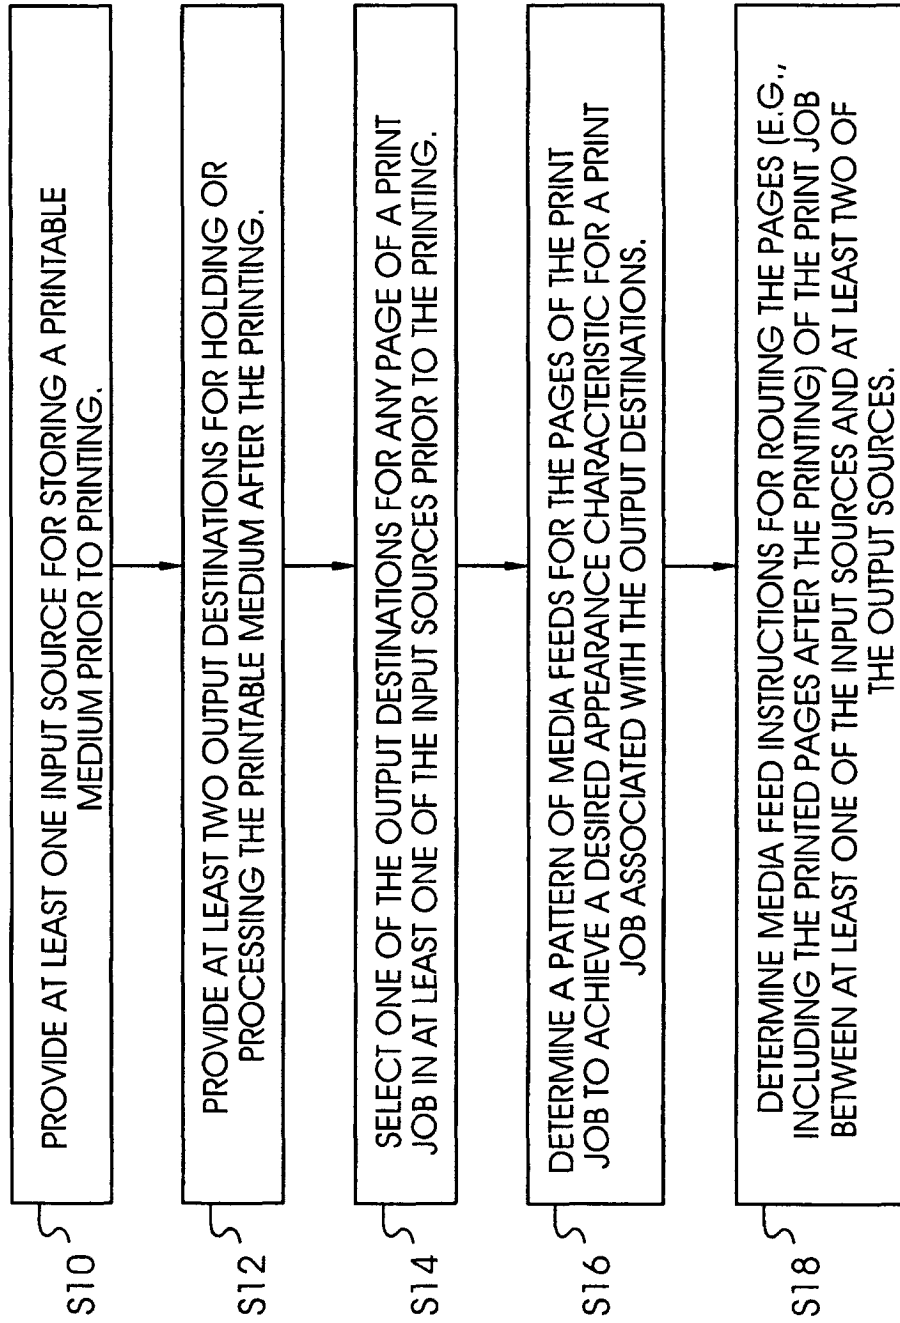 S10
PROVIDE AT LEAST ONE INPUT SOURCE FOR STORING A PRINTABLE
MEDIUM PRIOR TO PRINTING.
S12
PROVIDE AT LEAST TWO OUTPUT DESTINATIONS FOR HOLDING OR
PROCESSING THE PRINTABLE MEDIUM AFTER THE PRINTING.
S14
SELECT ONE OF THE OUTPUT DESTINATIONS FOR ANY PAGE OF A PRINT
JOB IN AT LEAST ONE OF THE INPUT SOURCES PRIOR TO THE PRINTING.
S16
DETERMINE A PATTERN OF MEDIA FEEDS FOR THE PAGES OF THE PRINT
JOB TO ACHIEVE A DESIRED APPEARANCE CHARACTERISTIC FOR A PRINT
JOB ASSOCIATED WITH THE OUTPUT DESTINATIONS.
S18
DETERMINE MEDIA FEED INSTRUCTIONS FOR ROUTING THE PAGES (E.G.,
INCLUDING THE PRINTED PAGES AFTER THE PRINTING) OF THE PRINT JOB
BETWEEN AT LEAST ONE OF THE INPUT SOURCES AND AT LEAST TWO OF
THE OUTPUT SOURCES.